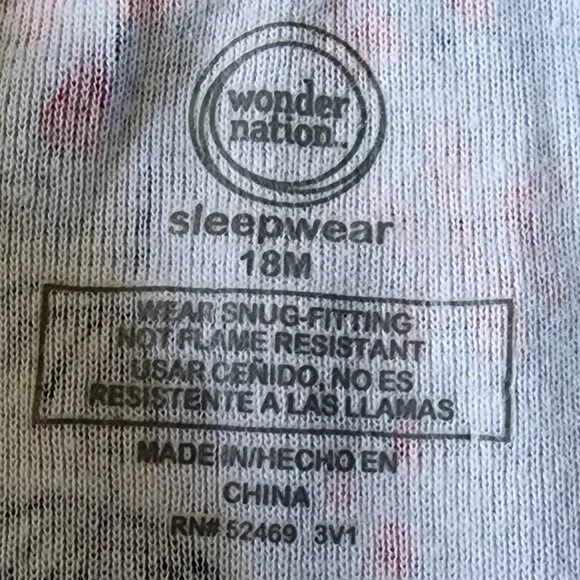 wonder
nation
sleepwear
18M
WEAR SNUG-FITTING
NOT FLAME RESISTANT
USAR CEÑIDO, NO ES
RESISTENTE A LAS LLAMAS
MADE IN/HECHO EN
CHINA
RN# 52469 3V1